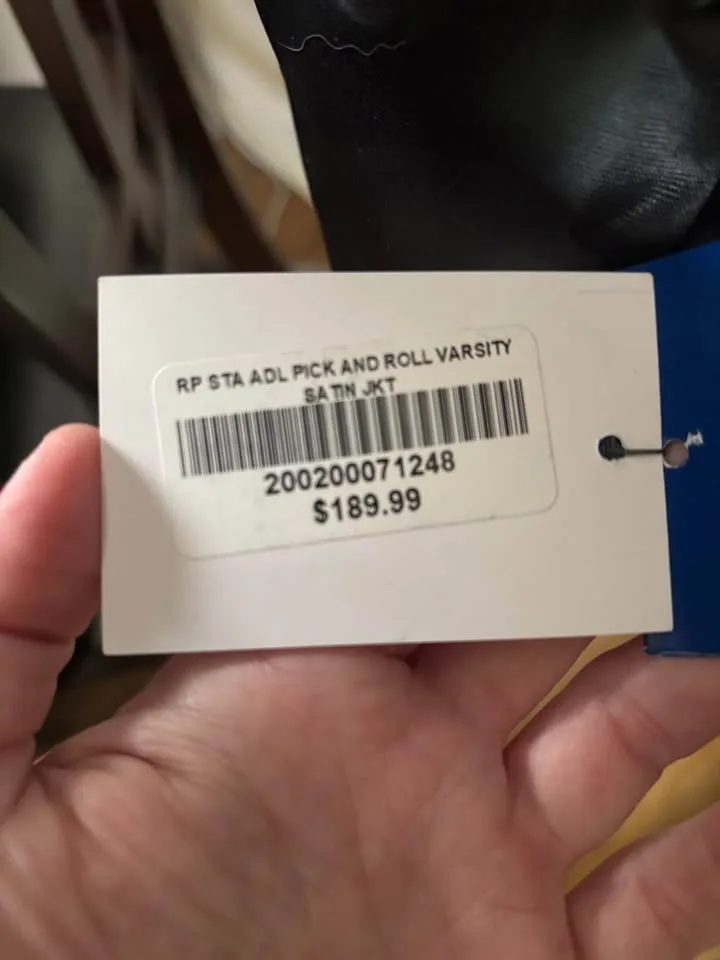 RP STA ADL PICK AND ROLL VARSITY
SATIN JKT
200200071248
$189.99